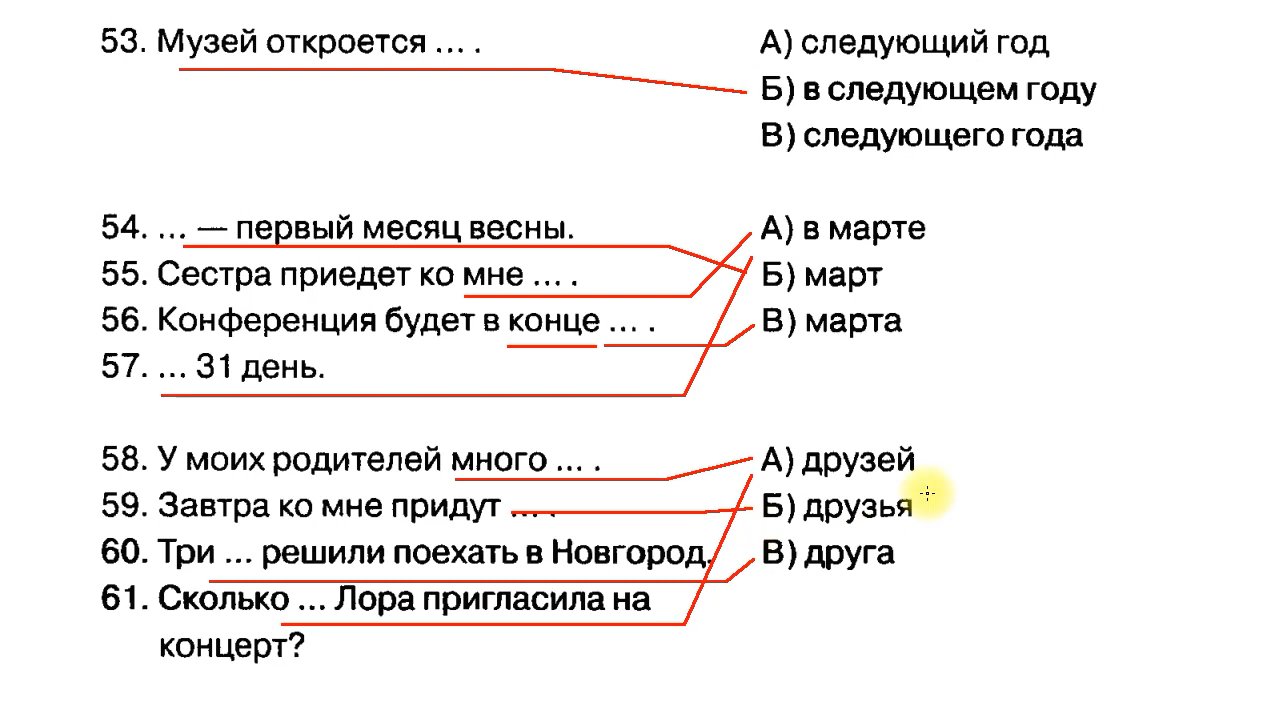 53. Музей откроется ... .
А) следующий год
Б) в следующем году
В) следующего года
54. ... — первый месяц весны.
55. Сестра приедет ко мне ... .
56. Конференция будет в конце ... .
57. ... 31 день.
А) в марте
Б) март
В) марта
58. У моих родителей много ... .
59. Завтра ко мне придут ... .
60. Три ... решили поехать в Новгород.
61. Сколько ... Лора пригласила на
концерт?
А) друзей
Б) друзья
В) друга